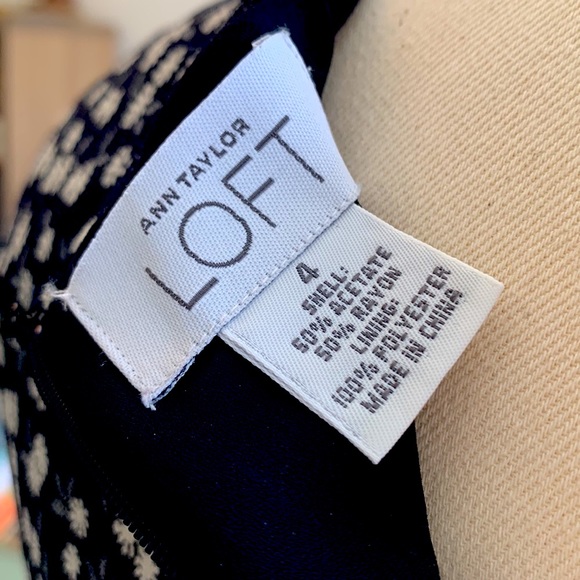 ANN TAYLOR
LOFT
4
SHELL:
50% ACETATE
50% RAYON
LINING:
100% POLYESTER
MADE IN CHINA